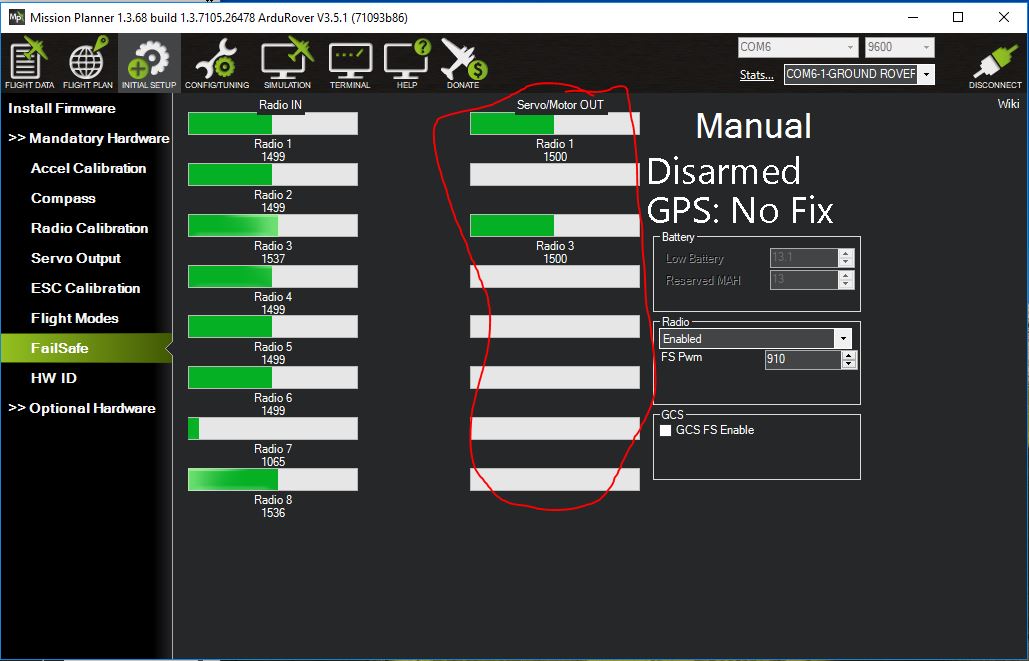 Mp Mission Planner 1.3.68 build 1.3.7105.26478 ArduRover V3.5.1 (71093b86)
FLIGHT DATA FLIGHT PLAN INITIAL SETUP CONFIG/TUNING SIMULATION TERMINAL HELP DONATE
COM6 9600
Stats... COM6-1-GROUND ROVER
DISCONNECT
Install Firmware
>> Mandatory Hardware
Accel Calibration
Compass
Radio Calibration
Servo Output
ESC Calibration
Flight Modes
FailSafe
HW ID
>> Optional Hardware
Radio IN
Radio 1
1499
Radio 2
1499
Radio 3
1537
Radio 4
1499
Radio 5
1499
Radio 6
1499
Radio 7
1065
Radio 8
1536
Servo/Motor OUT
Radio 1
1500
Radio 3
1500
Wiki
Manual
Disarmed
GPS: No Fix
Battery
Low Battery 13.1
Reserved MAH 13
Radio
Enabled
FS Pwm 910
GCS
GCS FS Enable